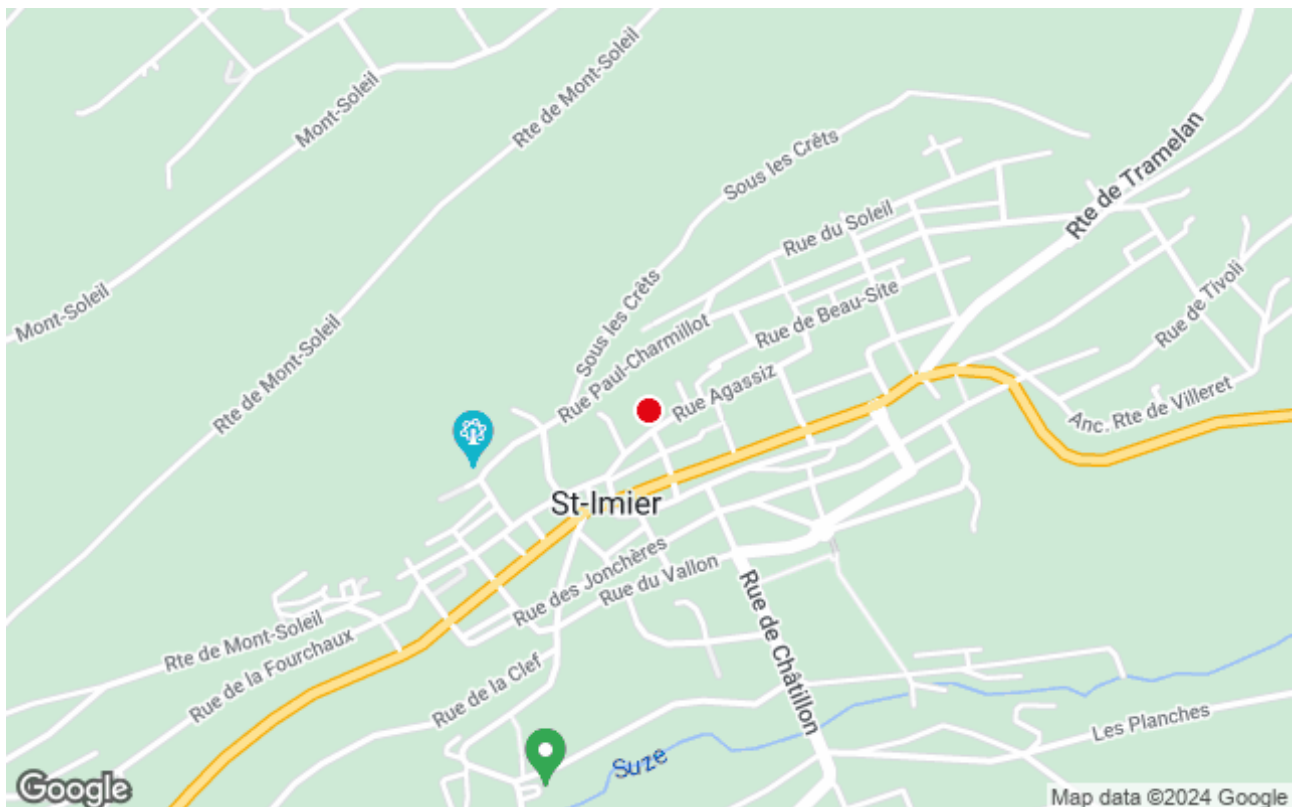 Mont-Soleil
Rte de Mont-Soleil
Sous les Crêts
Rte de Tramelan
Rue du Soleil
Mont-Soleil
Sous les Crêts
Rue de Beau-Site
Rue de Tivoli
Rue Paul-Charmillot
Rte de Mont-Soleil
Rue Agassiz
Anc. Rte de Villeret
St-Imier
Rue des Jonchères
Rue du Vallon
Rue de Châtillon
Rte de Mont-Soleil
Rue de la Fourchaux
Rue de la Clef
Les Planches
Suze
Google
Map data ©2024 Google